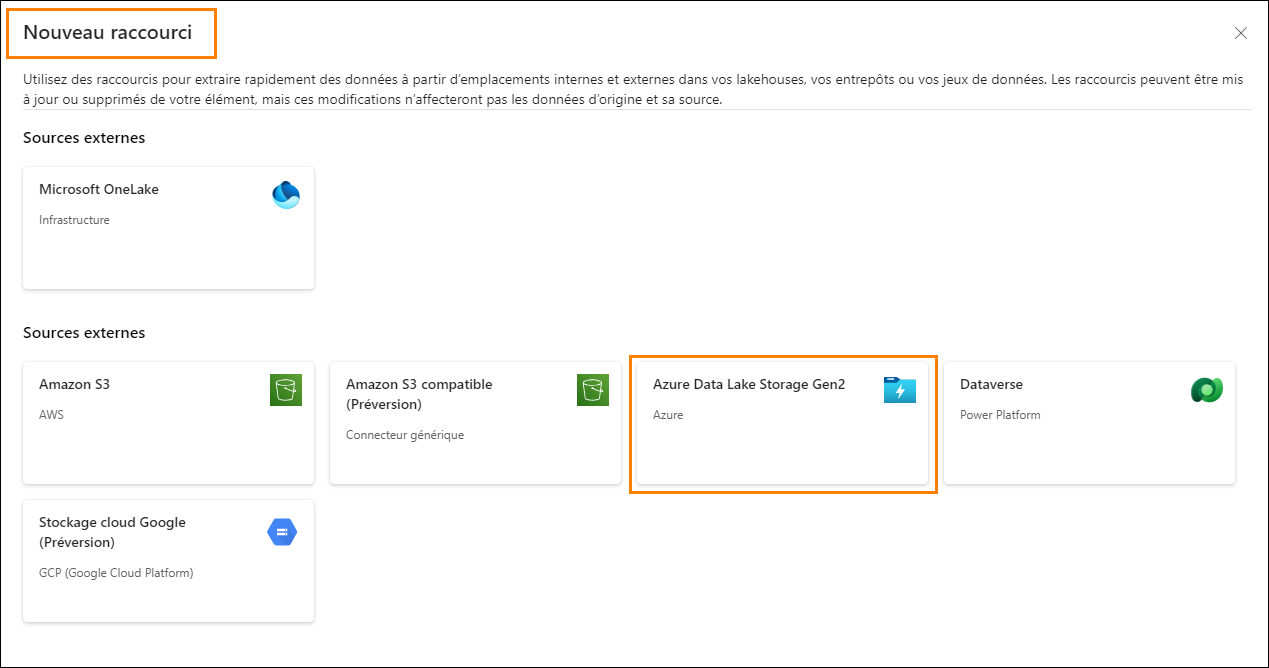 Nouveau raccourci
Utilisez des raccourcis pour extraire rapidement des données à partir d’emplacements internes et externes dans vos lakehouses, vos entrepôts ou vos jeux de données. Les raccourcis peuvent être mis
à jour ou supprimés de votre élément, mais ces modifications n’affecteront pas les données d’origine et sa source.
Sources externes
Microsoft OneLake
Infrastructure
Sources externes
Amazon S3
AWS
Amazon S3 compatible
(Préversion)
Connecteur générique
Azure Data Lake Storage Gen2
Azure
Dataverse
Power Platform
Stockage cloud Google
(Préversion)
GCP (Google Cloud Platform)